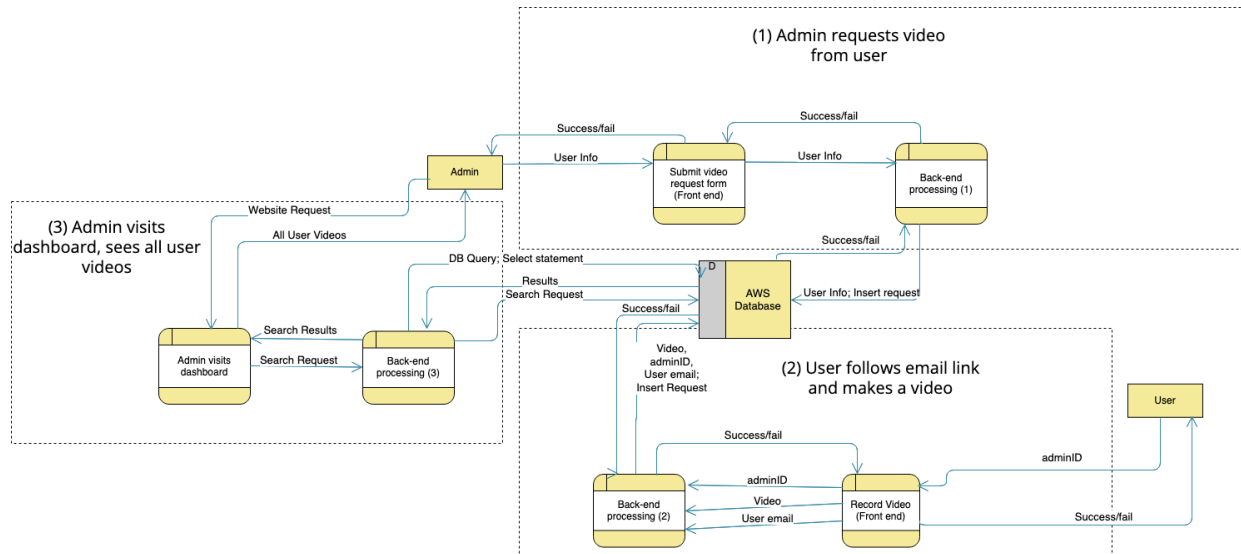 (1) Admin requests video
from user
Success/fail
Success/fail
Admin
User Info
Submit video
request form
(Front end)
User Info
Back-end
processing (1)
Website Request
(3) Admin visits
dashboard, sees all user
videos
All User Videos
Success/fail
DB Query; Select statement
D
Results
AWS
Database
User Info; Insert request
Search Request
Success/fail
Search Results
Admin visits
dashboard
Search Request
Back-end
processing (3)
Video,
adminID,
User email;
Insert Request
(2) User follows email link
and makes a video
User
Success/fail
adminID
adminID
Back-end
processing (2)
Video
Record Video
(Front end)
User email
Success/fail